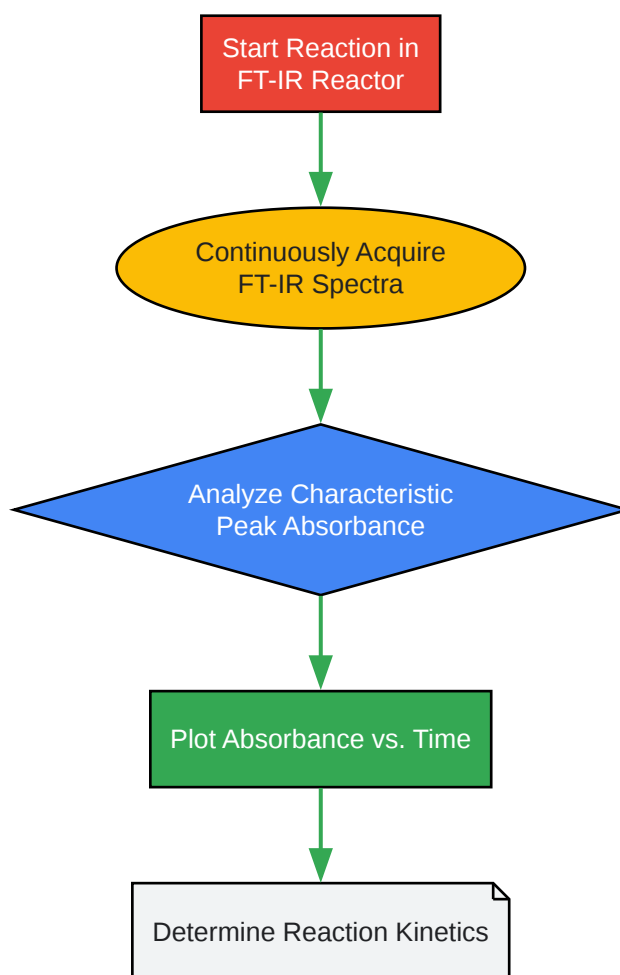 Start Reaction in
FT-IR Reactor
Continuously Acquire
FT-IR Spectra
Analyze Characteristic
Peak Absorbance
Plot Absorbance vs. Time
Determine Reaction Kinetics